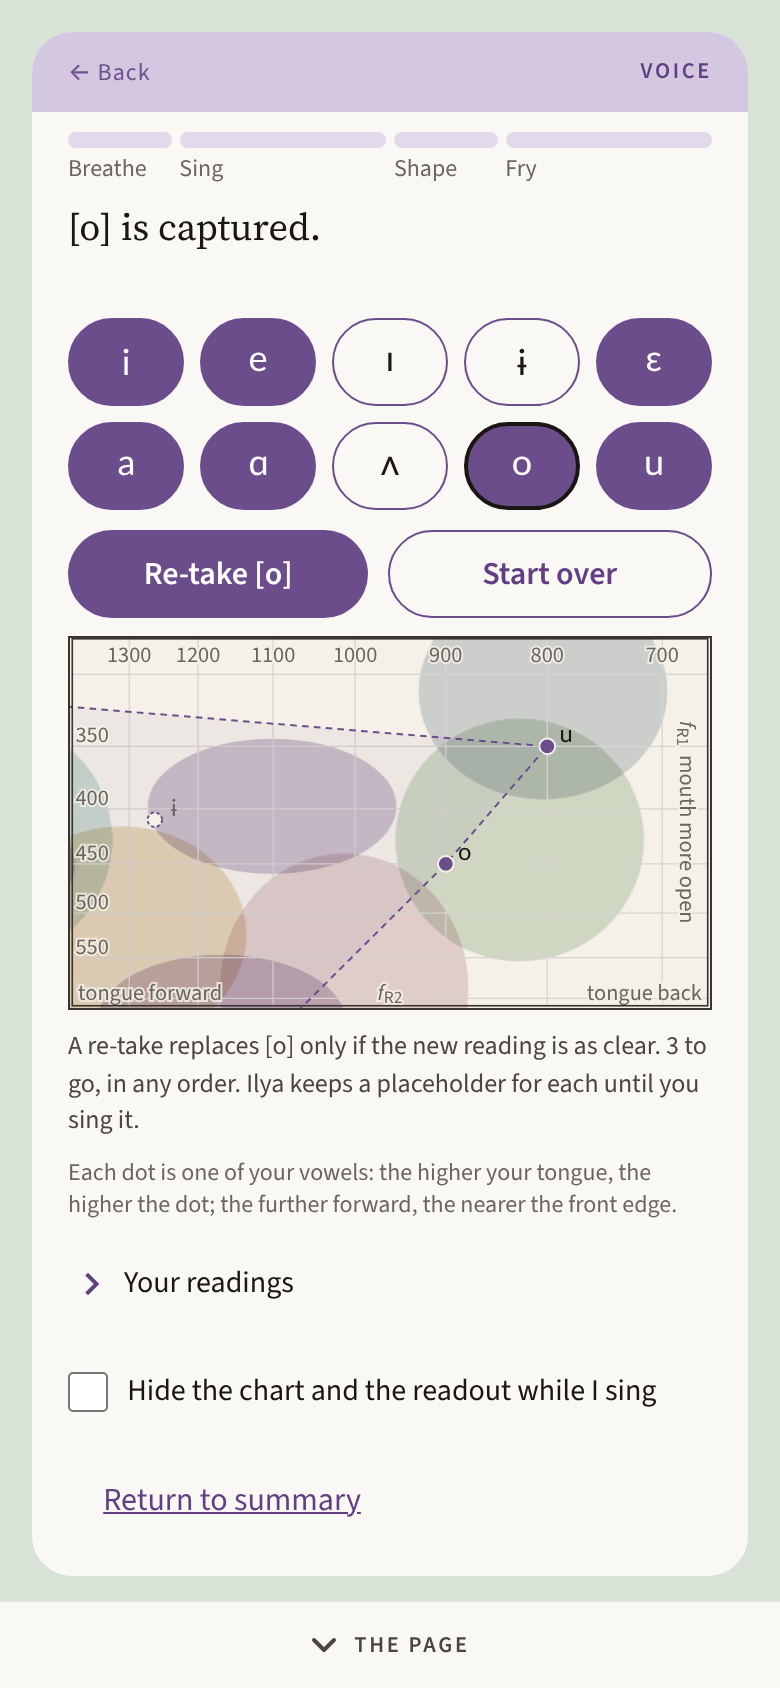 ← Back
VOICE
Breathe Sing Shape Fry
[o] is captured.
i e ɪ ɨ ɛ
a ɑ ʌ o u
Re-take [o] Start over
1300 1200 1100 1000 900 800 700
350
400
450
500
550
u
ɨ
o
fR1 mouth more open
tongue forward fR2 tongue back
A re-take replaces [o] only if the new reading is as clear. 3 to
go, in any order. Ilya keeps a placeholder for each until you
sing it.
Each dot is one of your vowels: the higher your tongue, the
higher the dot; the further forward, the nearer the front edge.
Your readings
Hide the chart and the readout while I sing
Return to summary
THE PAGE